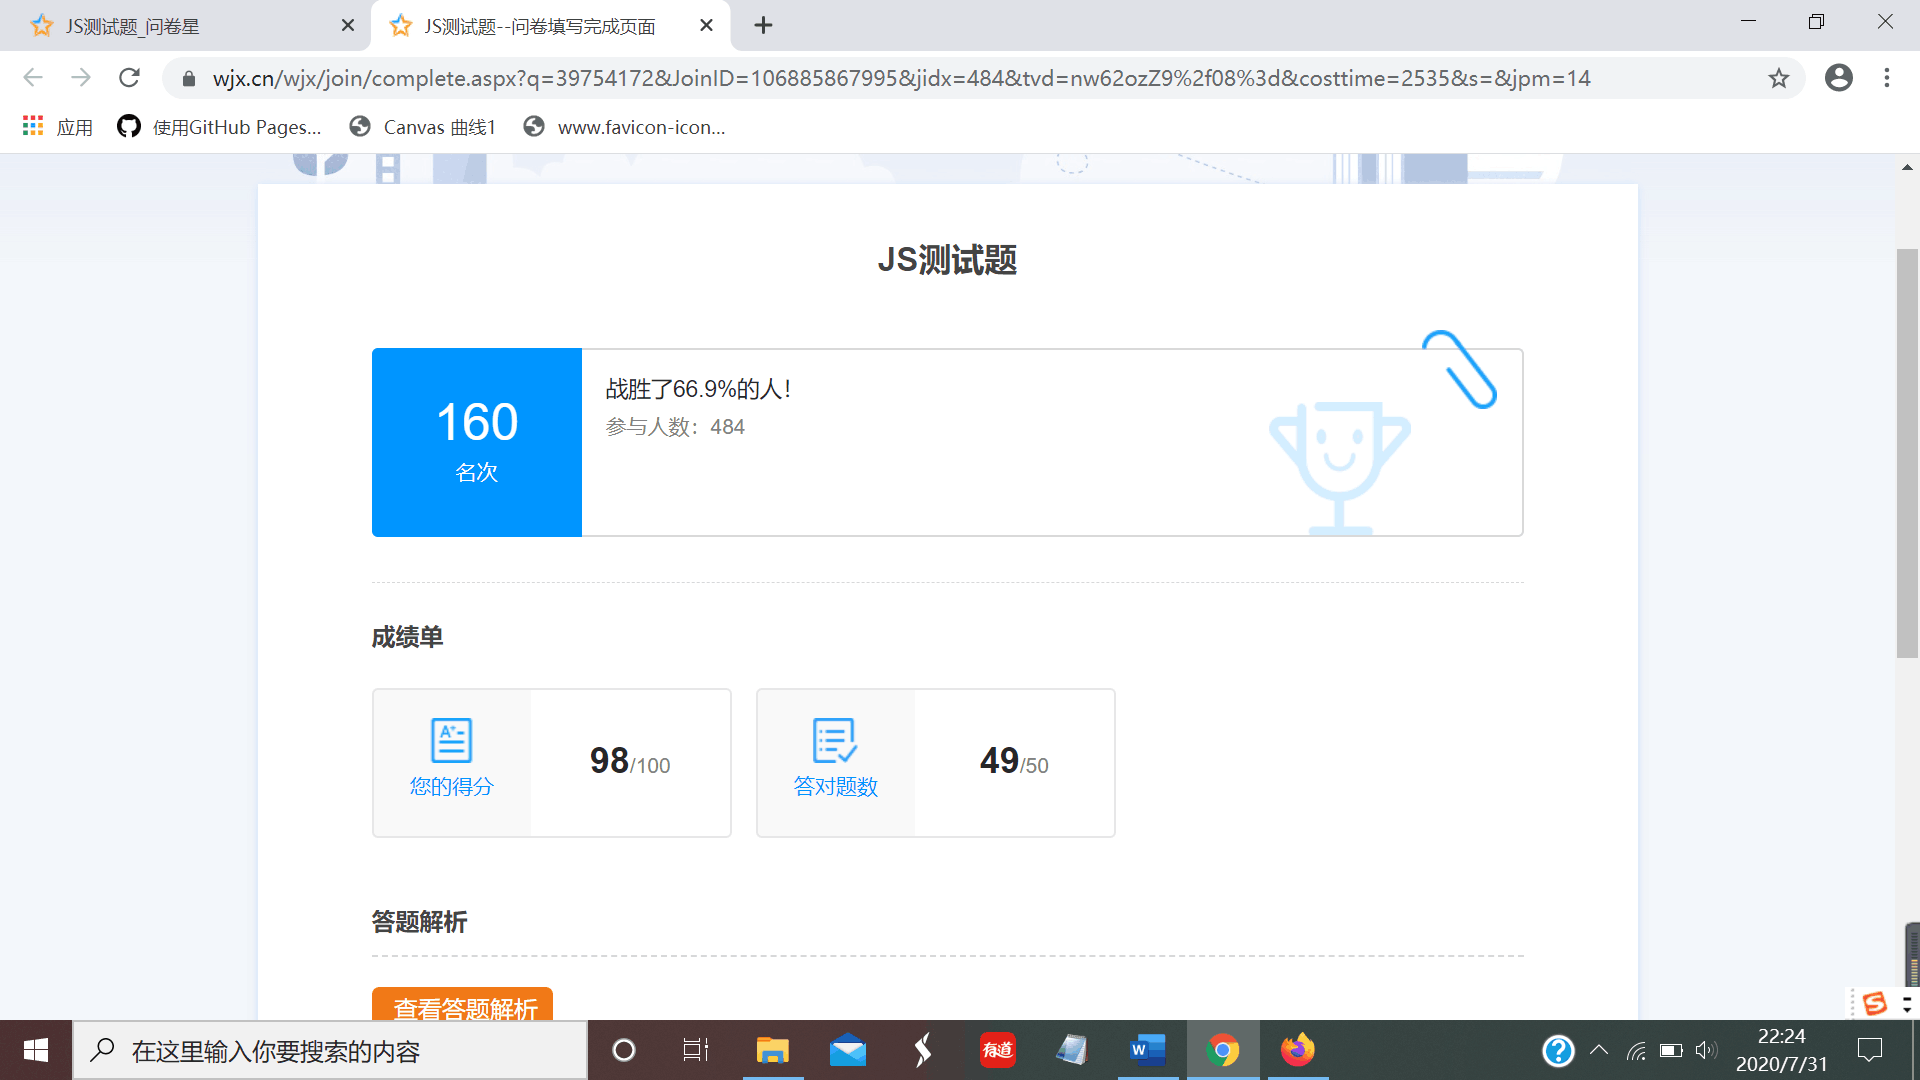 JS测试题_问卷星
JS测试题--问卷填写完成页面
wjx.cn/wjx/join/complete.aspx?q=39754172&JoinID=106885867995&jidx=484&tvd=nw62ozZ9%2f08%3d&costtime=2535&s=&jpm=14
应用
使用GitHub Pages...
Canvas 曲线1
www.favicon-icon...
JS测试题
160
名次
战胜了66.9%的人!
参与人数：484
成绩单
您的得分
98/100
答对题数
49/50
答题解析
查看答题解析
在这里输入你要搜索的内容
有道
22:24
2020/7/31